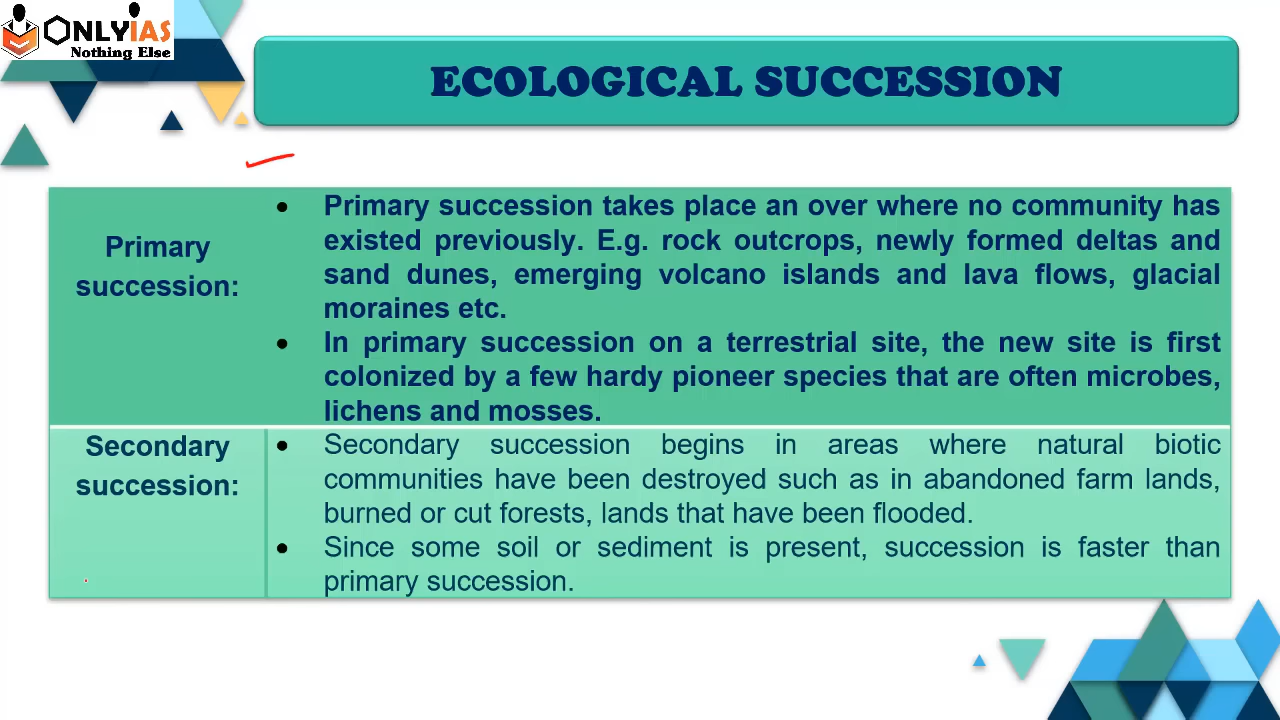 ONLYIAS
Nothing Else
ECOLOGICAL SUCCESSION
Primary
succession:
• Primary succession takes place an over where no community has
existed previously. E.g. rock outcrops, newly formed deltas and
sand dunes, emerging volcano islands and lava flows, glacial
moraines etc.
• In primary succession on a terrestrial site, the new site is first
colonized by a few hardy pioneer species that are often microbes,
lichens and mosses.
Secondary
succession:
• Secondary succession begins in areas where natural biotic
communities have been destroyed such as in abandoned farm lands,
burned or cut forests, lands that have been flooded.
• Since some soil or sediment is present, succession is faster than
primary succession.